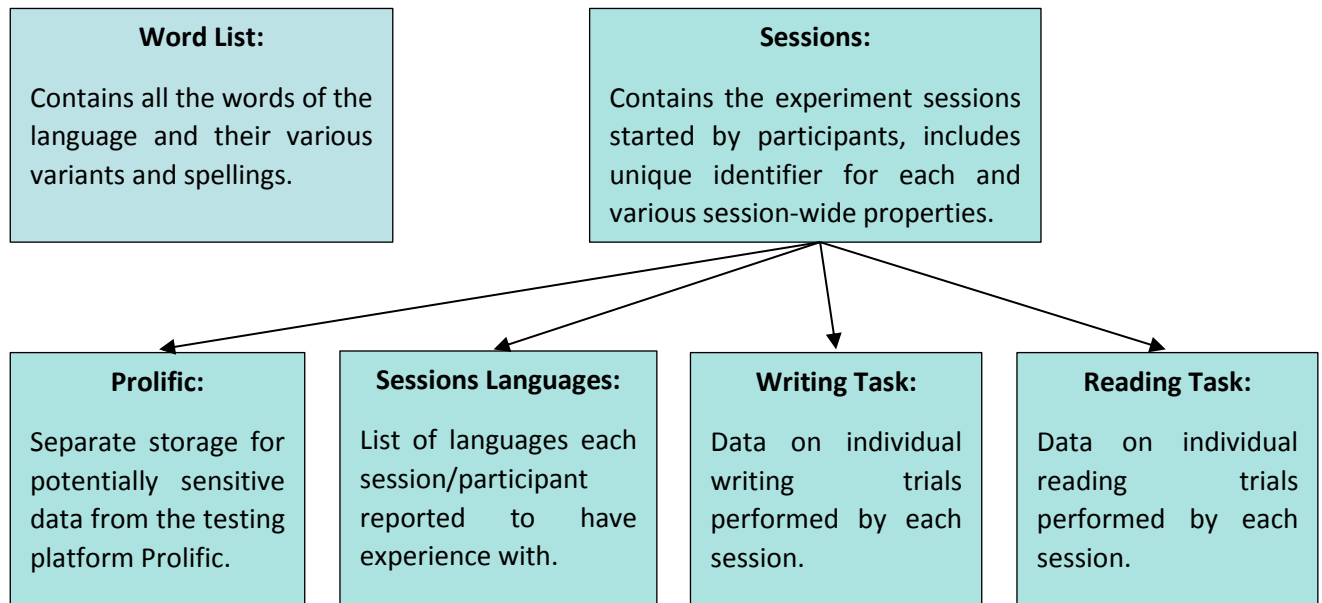 Word List:
Contains all the words of the
language and their various
variants and spellings.
Sessions:
Contains the experiment sessions
started by participants, includes
unique identifier for each and
various session-wide properties.
Prolific:
Separate storage for
potentially sensitive
data from the testing
platform Prolific.
Sessions Languages:
List of languages each
session/participant
reported to have
experience with.
Writing Task:
Data on individual
writing trials
performed by each
session.
Reading Task:
Data on individual
reading trials
performed by each
session.